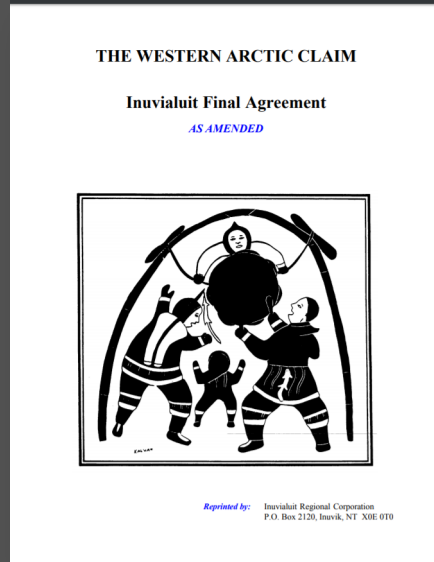 THE WESTERN ARCTIC CLAIM
Inuvialuit Final Agreement
AS AMENDED
KALVAK
Reprinted by: Inuvialuit Regional Corporation
P.O. Box 2120, Inuvik, NT X0E 0T0